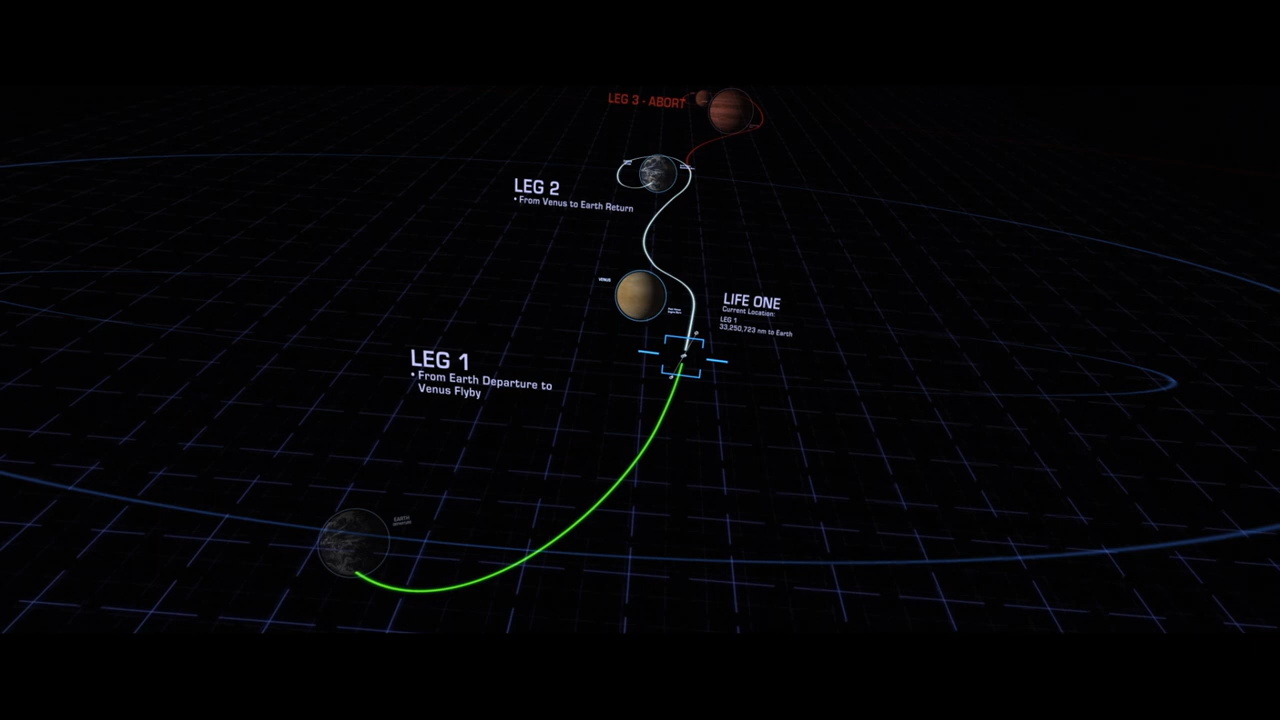 LEG 3 - ABORT
LEG 2
• From Venus to Earth Return
VENUS
LIFE ONE
Current Location:
LEG 1
33,250,723 nm to Earth
LEG 1
• From Earth Departure to
Venus Flyby
EARTH